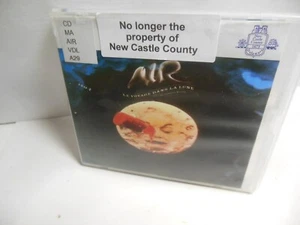 CD
MA
AIR
VDL
A29
No longer the
property of
New Castle County
AIR
LE VOYAGE DANS LA LUNE